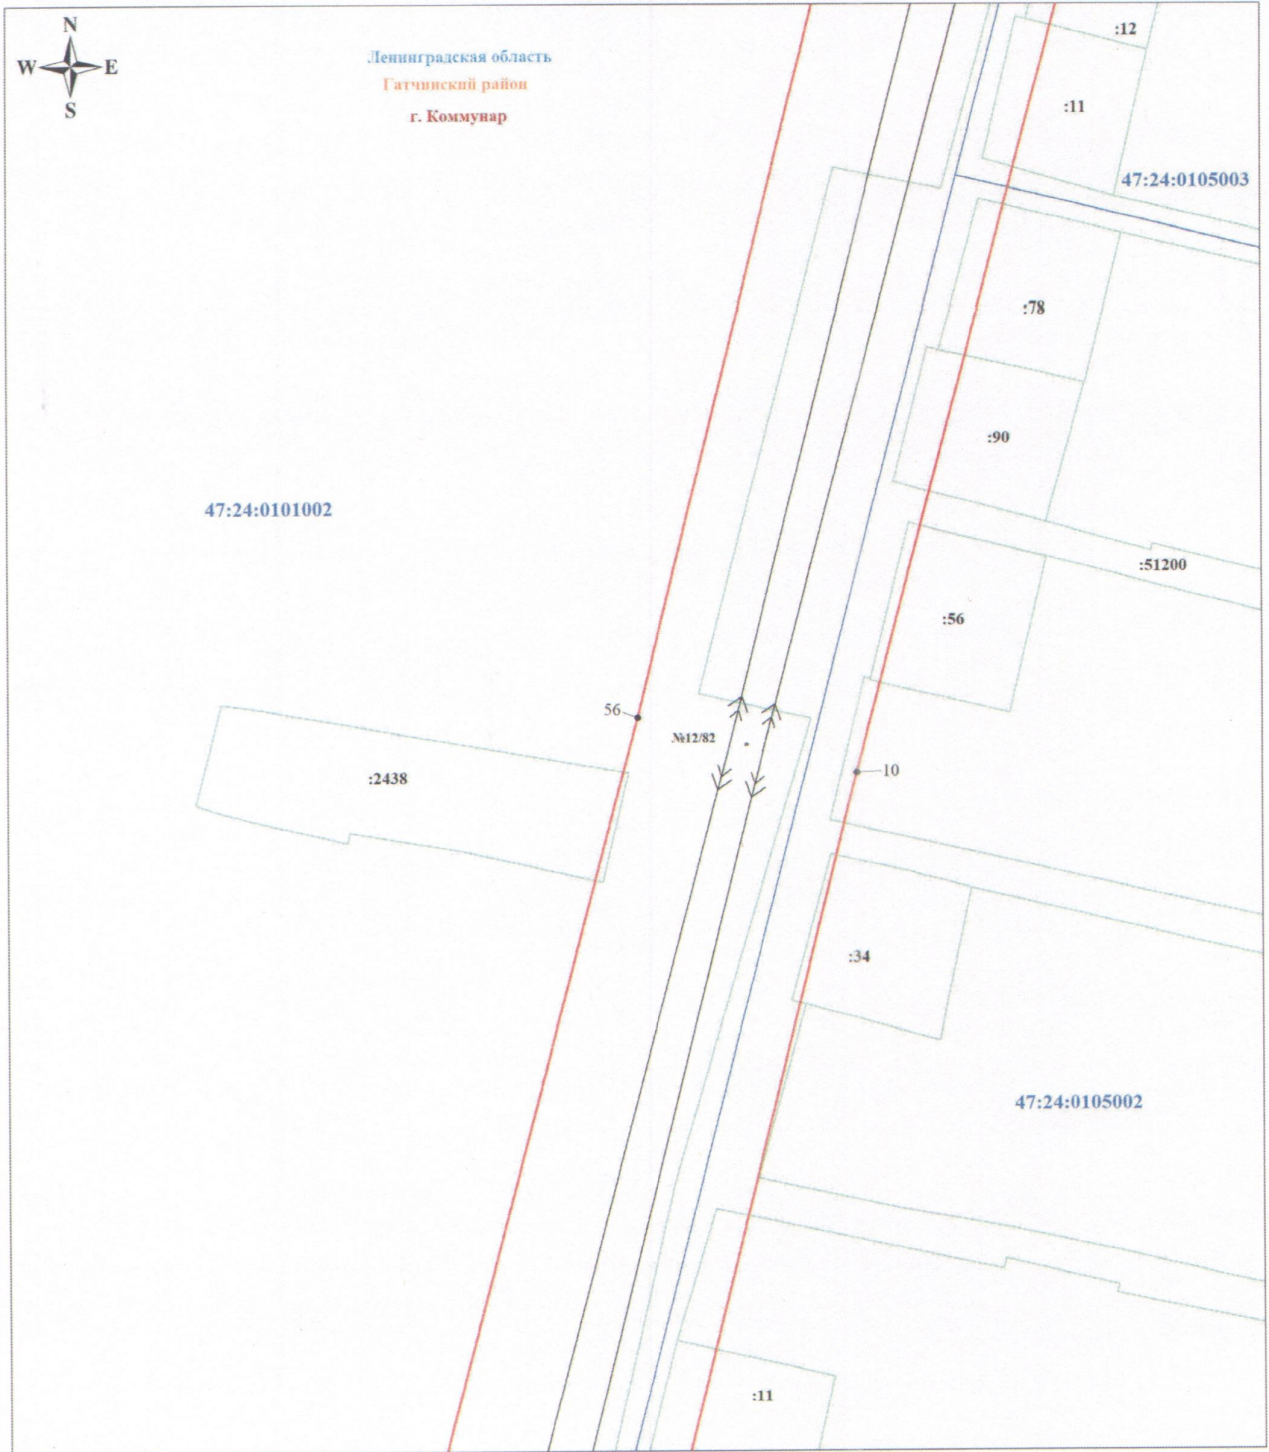 N
W E
S
Ленинградская область
Гатчинский район
г. Коммунар
:12
:11
47:24:0105003
:78
:90
47:24:0101002
:51200
:56
56
№12/82
10
:2438
:34
47:24:0105002
:11